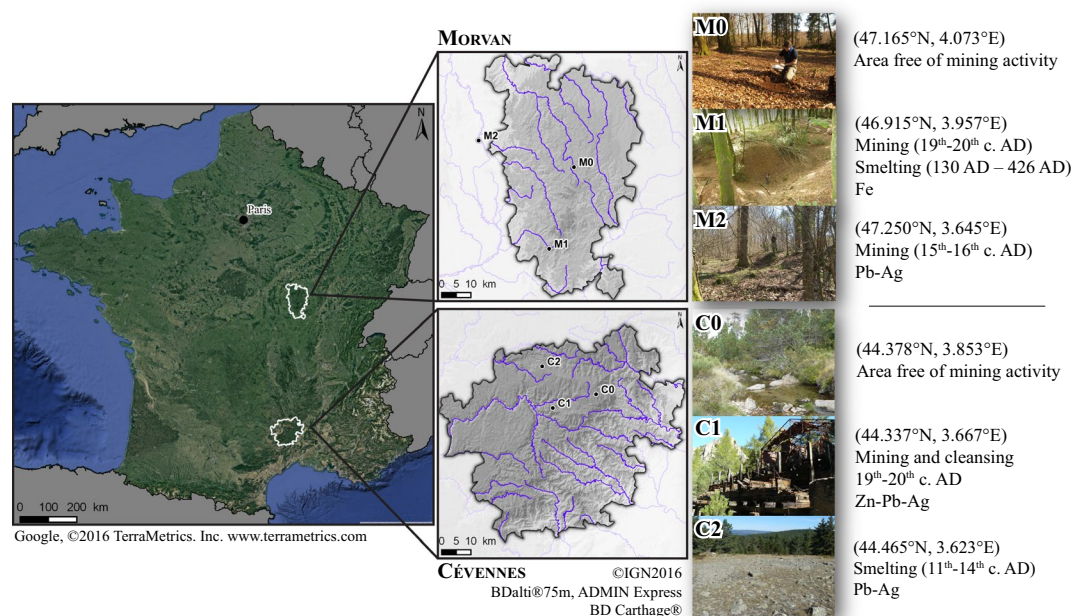 N
Paris
0 100 200 km
Google, ©2016 TerraMetrics. Inc. www.terrametrics.com
MORVAN
N
M2
M0
M1
0 5 10 km
N
C2
C0
C1
0 5 10 km
CÉVENNES
©IGN2016
BDalti®75m, ADMIN Express
BD Carthage®
M0
(47.165°N, 4.073°E)
Area free of mining activity
M1
(46.915°N, 3.957°E)
Mining (19th-20th c. AD)
Smelting (130 AD – 426 AD)
Fe
M2
(47.250°N, 3.645°E)
Mining (15th-16th c. AD)
Pb-Ag
C0
(44.378°N, 3.853°E)
Area free of mining activity
C1
(44.337°N, 3.667°E)
Mining and cleansing
19th-20th c. AD
Zn-Pb-Ag
C2
(44.465°N, 3.623°E)
Smelting (11th-14th c. AD)
Pb-Ag